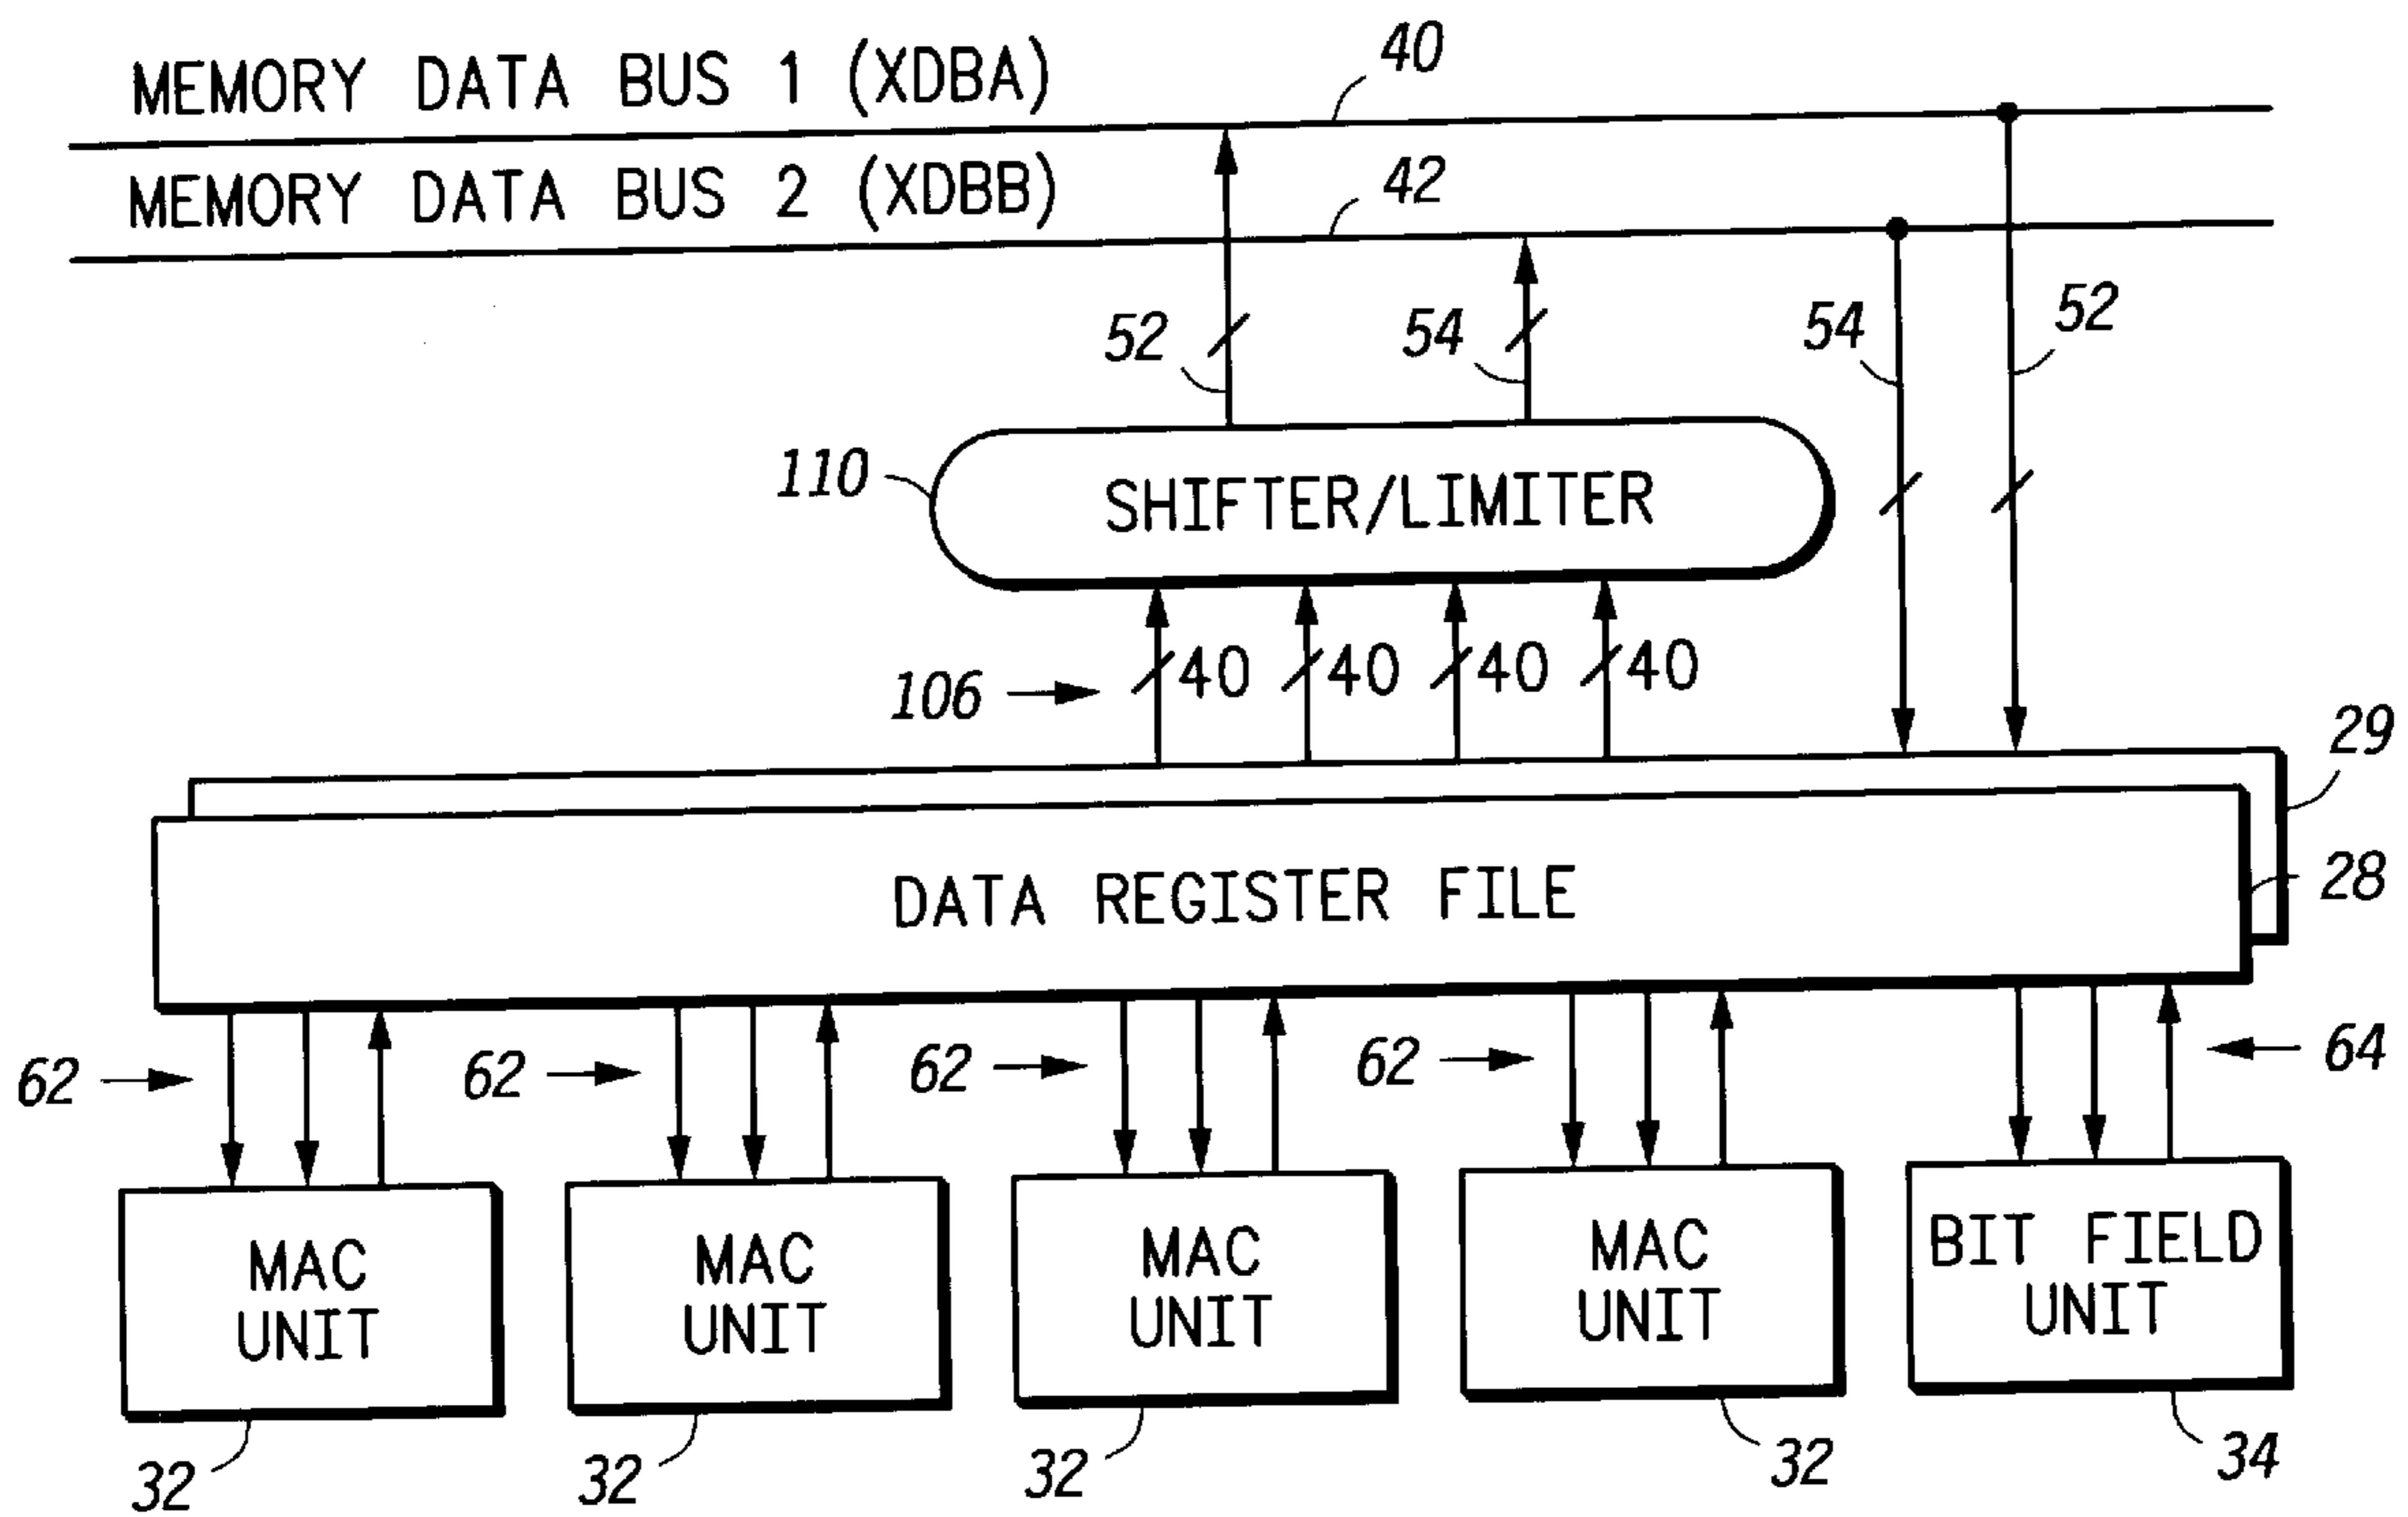 MEMORY DATA BUS 1 (XDBA)
40
MEMORY DATA BUS 2 (XDBB)
42
52
54
54
52
110
SHIFTER/LIMITER
106
40
40
40
40
29
28
DATA REGISTER FILE
62
62
62
62
64
MAC
UNIT
MAC
UNIT
MAC
UNIT
MAC
UNIT
BIT FIELD
UNIT
32
32
32
32
34